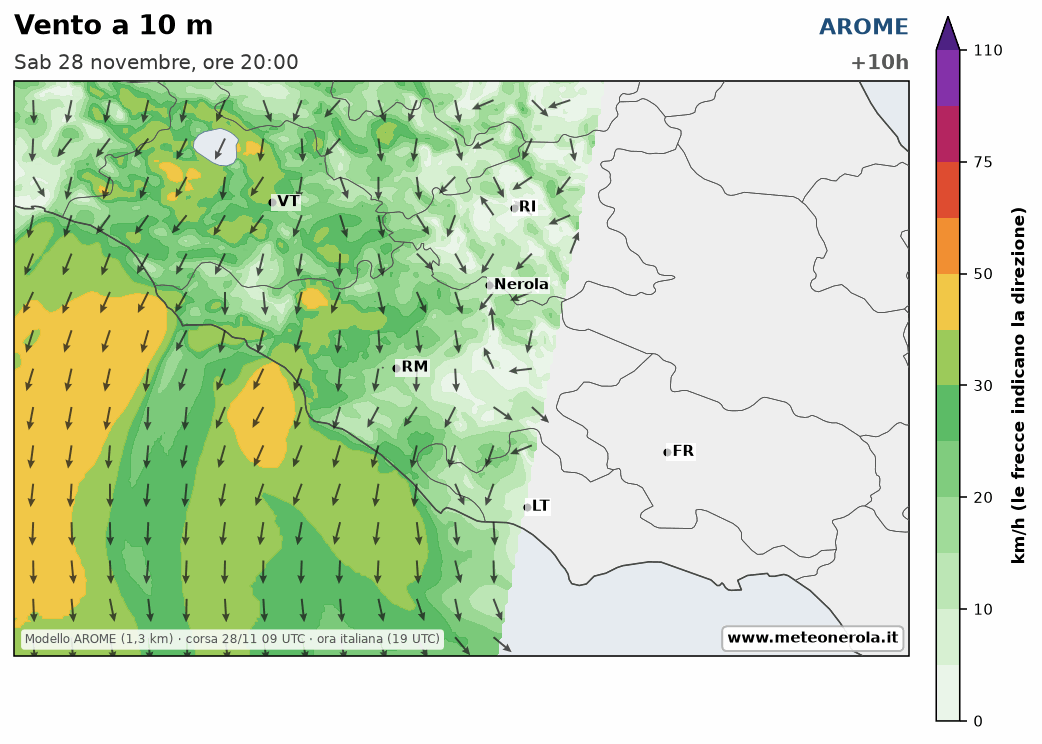 Vento a 10 m
AROME
Sab 28 novembre, ore 20:00
+10h
VT
RI
Nerola
RM
FR
LT
Modello AROME (1,3 km) · corsa 28/11 09 UTC · ora italiana (19 UTC)
www.meteonerola.it
110
75
50
30
20
10
0
km/h (le frecce indicano la direzione)